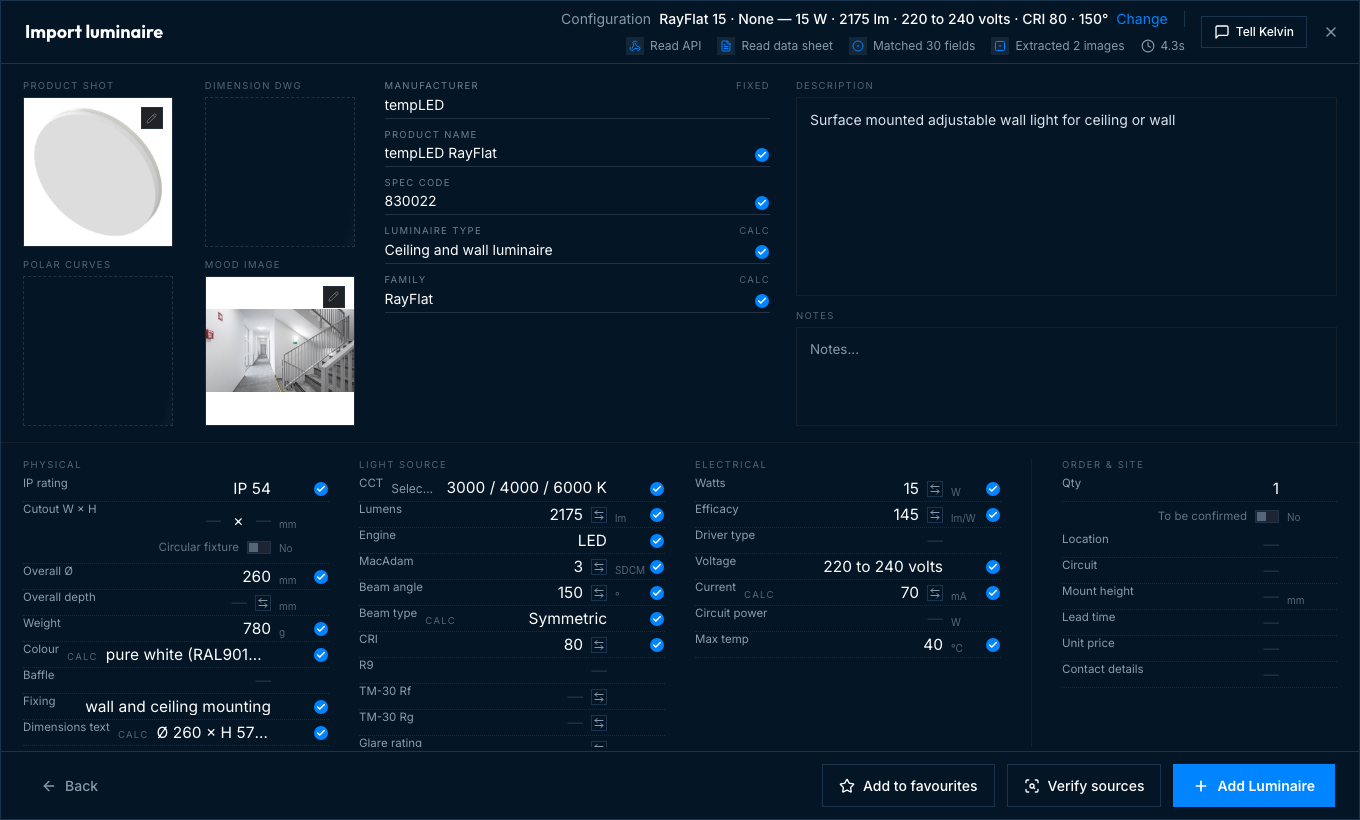 Import luminaire
Configuration RayFlat 15 · None — 15 W · 2175 lm · 220 to 240 volts · CRI 80 · 150° Change
Read API Read data sheet Matched 30 fields Extracted 2 images 4.3s
Tell Kelvin
PRODUCT SHOT
DIMENSION DWG
POLAR CURVES
MOOD IMAGE
MANUFACTURER FIXED
tempLED
PRODUCT NAME
tempLED RayFlat
SPEC CODE
830022
LUMINAIRE TYPE CALC
Ceiling and wall luminaire
FAMILY CALC
RayFlat
DESCRIPTION
Surface mounted adjustable wall light for ceiling or wall
NOTES
Notes...
PHYSICAL
IP rating IP 54
Cutout W × H — × — mm
Circular fixture No
Overall Ø 260 mm
Overall depth — mm
Weight 780 g
Colour CALC pure white (RAL901...
Baffle —
Fixing wall and ceiling mounting
Dimensions text CALC Ø 260 × H 57...
LIGHT SOURCE
CCT Selec... 3000 / 4000 / 6000 K
Lumens 2175 lm
Engine LED
MacAdam 3 SDCM
Beam angle 150 °
Beam type CALC Symmetric
CRI 80
R9 —
TM-30 Rf —
TM-30 Rg —
Glare rating
ELECTRICAL
Watts 15 W
Efficacy 145 lm/W
Driver type —
Voltage 220 to 240 volts
Current CALC 70 mA
Circuit power — W
Max temp 40 °C
ORDER & SITE
Qty 1
To be confirmed No
Location —
Circuit —
Mount height — mm
Lead time —
Unit price —
Contact details —
Back
Add to favourites
Verify sources
Add Luminaire